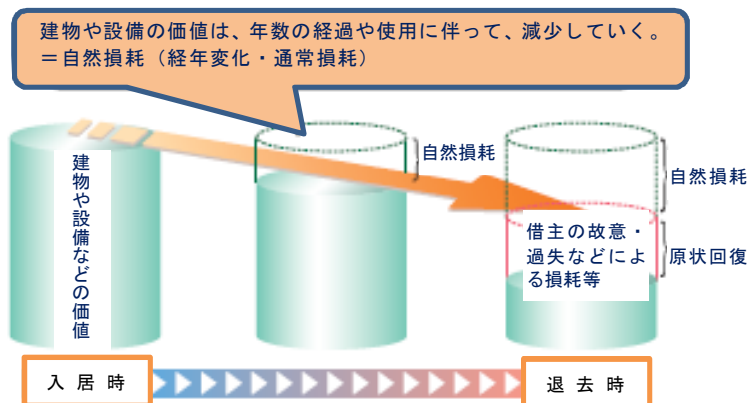 建物や設備の価値は、年数の経過や使用に伴って、減少していく。
＝自然損耗（経年変化・通常損耗）
建物や設備などの価値
自然損耗
自然損耗
借主の故意・
過失などによ
る損耗等
原状回復
入居時
退去時